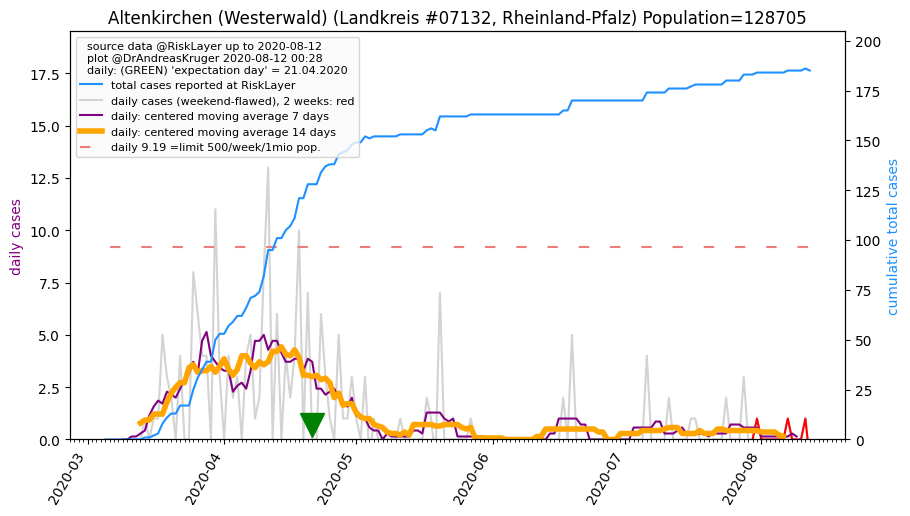 Altenkirchen (Westerwald) (Landkreis #07132, Rheinland-Pfalz) Population=128705
source data @RiskLayer up to 2020-08-12
plot @DrAndreasKruger 2020-08-12 00:28
daily: (GREEN) 'expectation day' = 21.04.2020
total cases reported at RiskLayer
daily cases (weekend-flawed), 2 weeks: red
daily: centered moving average 7 days
daily: centered moving average 14 days
daily 9.19 =limit 500/week/1mio pop.
daily cases
17.5
15.0
12.5
10.0
7.5
5.0
2.5
0.0
200
175
150
125
100
75
50
25
0
cumulative total cases
2020-03
2020-04
2020-05
2020-06
2020-07
2020-08